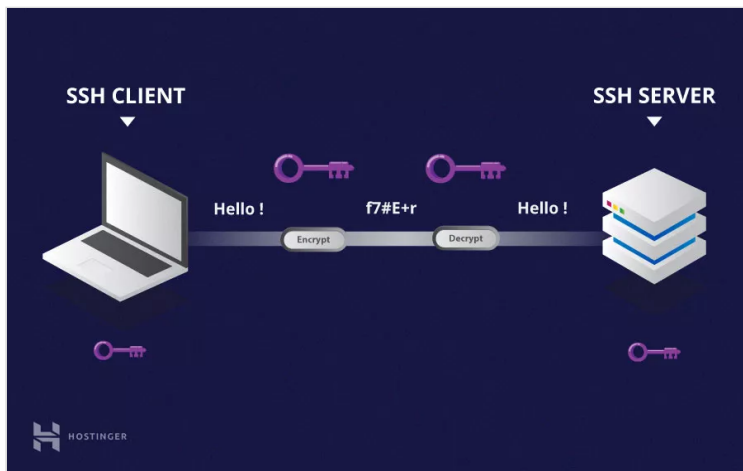 SSH CLIENT
SSH SERVER
Hello !
f7#E+r
Hello !
Encrypt
Decrypt
HOSTINGER